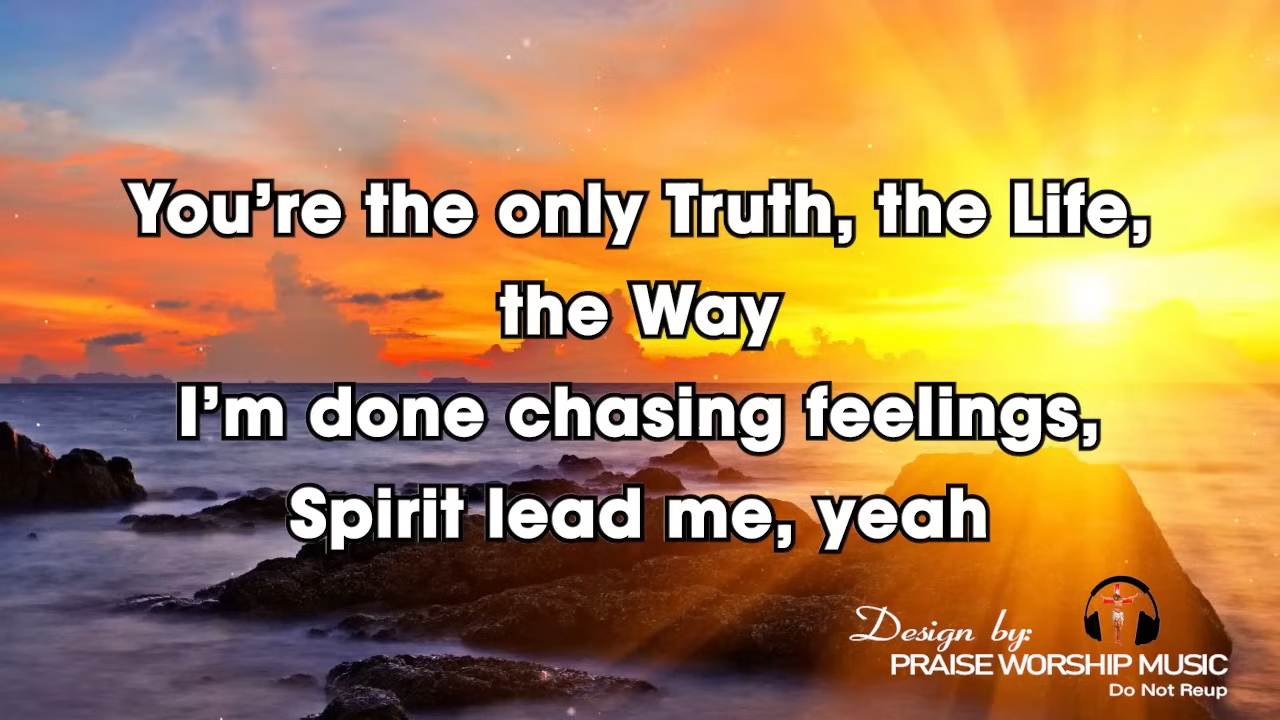 You’re the only Truth, the Life,
the Way
I’m done chasing feelings,
Spirit lead me, yeah
Design by:
PRAISE WORSHIP MUSIC
Do Not Reup